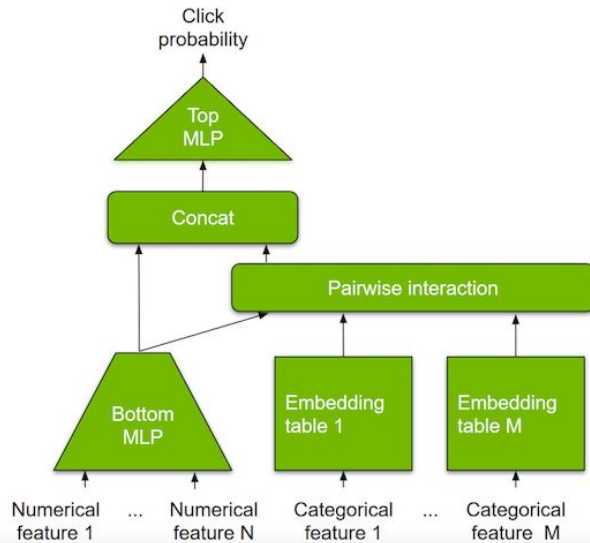 Click
probability
Top
MLP
Concat
Pairwise interaction
Bottom
MLP
Embedding
table 1
Embedding
table M
Numerical
feature 1
...
Numerical
feature N
Categorical
feature 1
...
Categorical
feature M